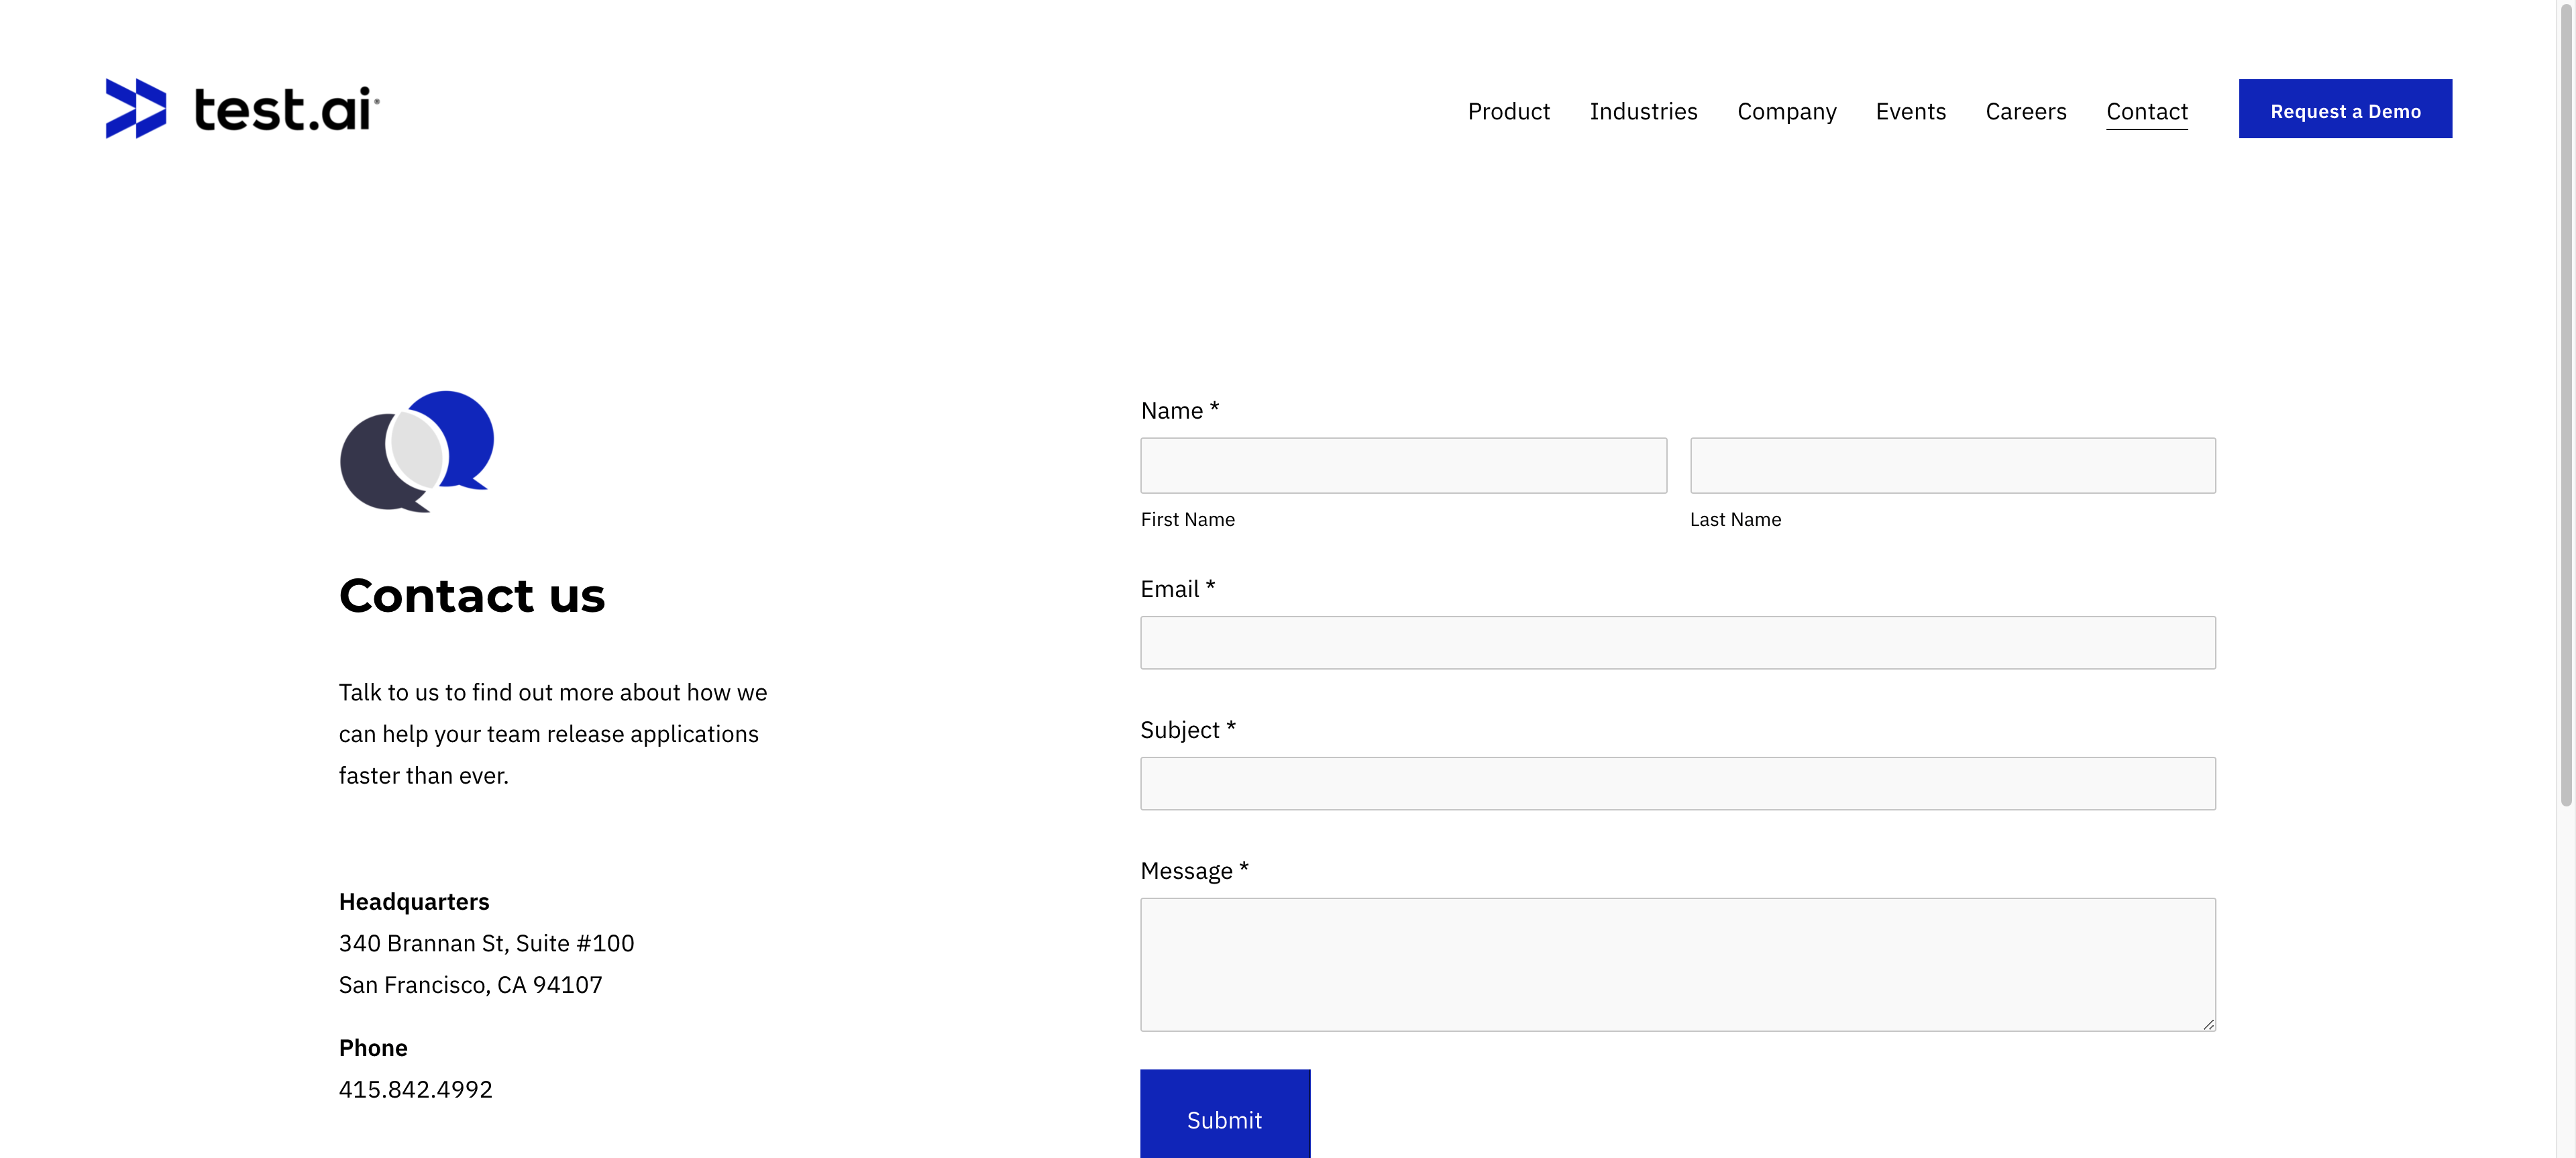 test.ai
Product Industries Company Events Careers Contact Request a Demo
Contact us
Talk to us to find out more about how we
can help your team release applications
faster than ever.
Headquarters
340 Brannan St, Suite #100
San Francisco, CA 94107
Phone
415.842.4992
Name *
First Name Last Name
Email *
Subject *
Message *
Submit